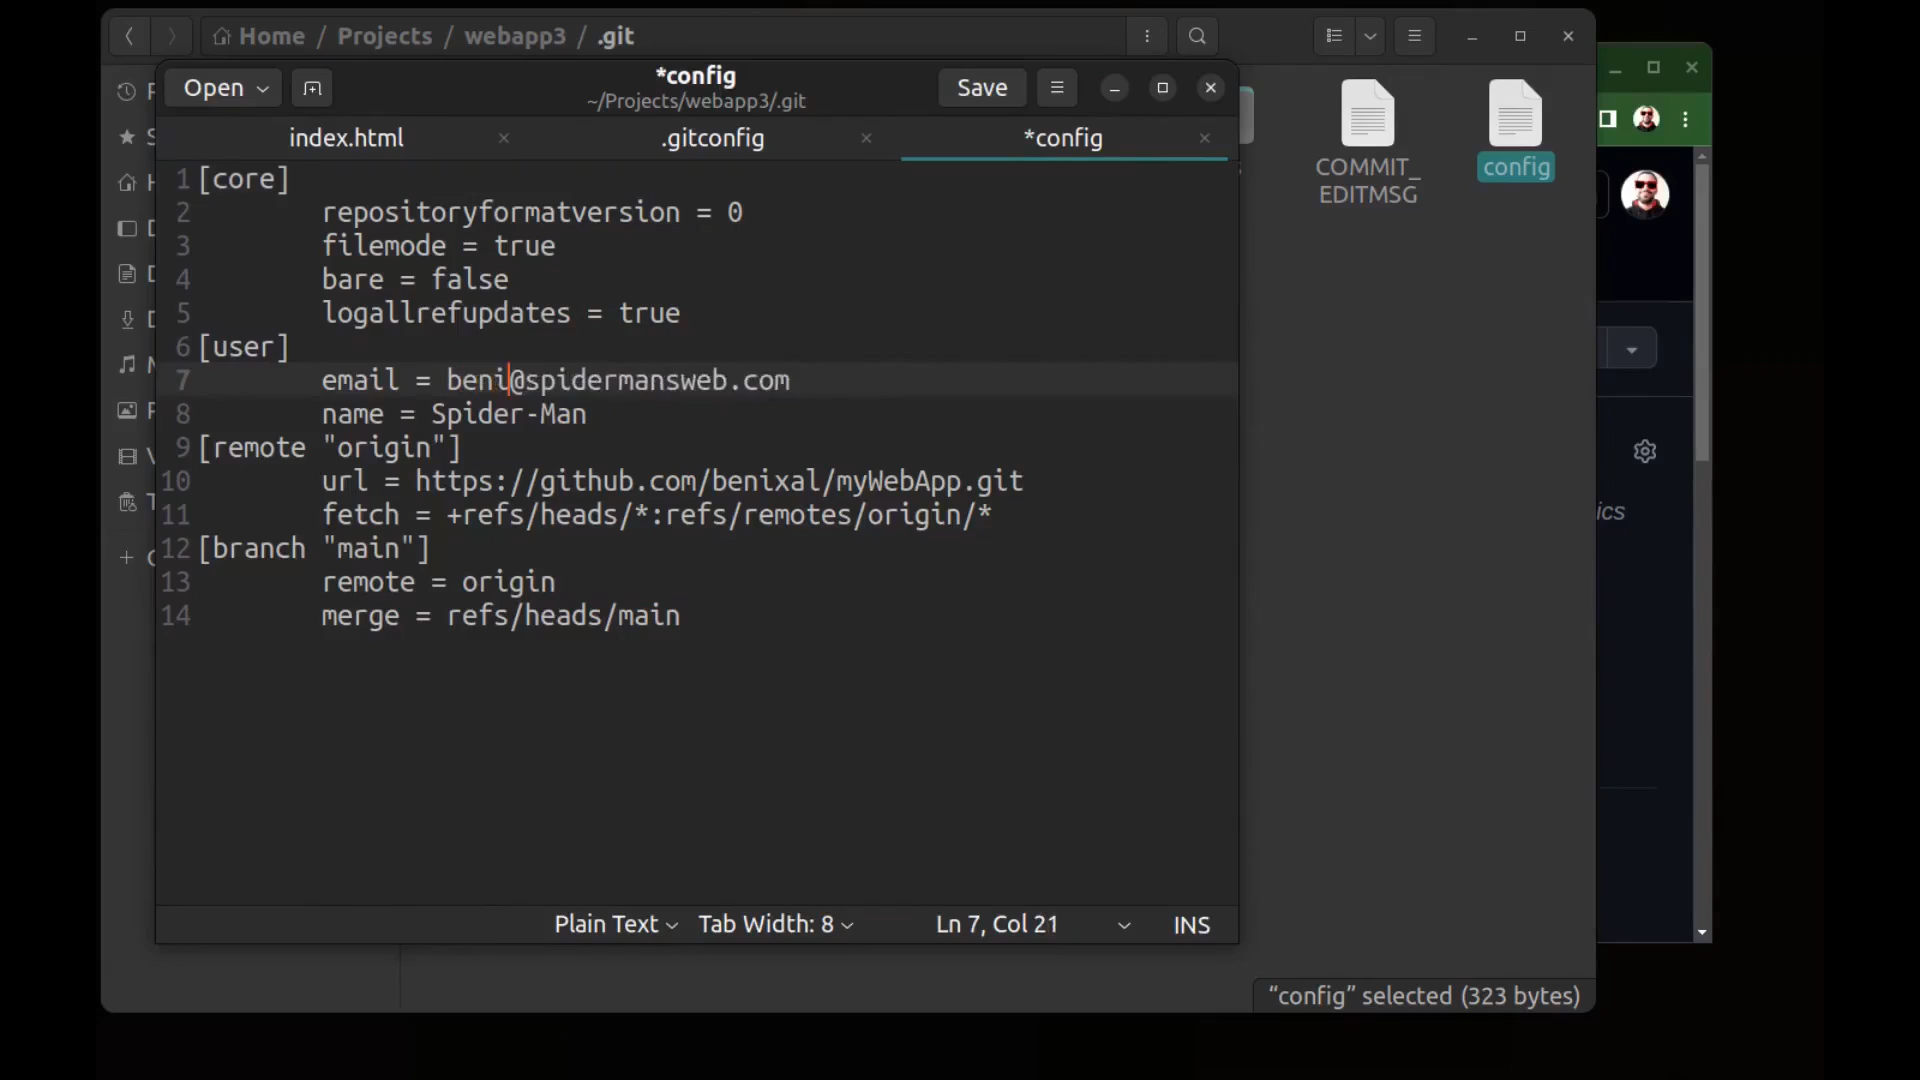 Home / Projects / webapp3 / .git
Open
*config
~/Projects/webapp3/.git
Save
index.html
.gitconfig
*config
1 [core]
2 repositoryformatversion = 0
3 filemode = true
4 bare = false
5 logallrefupdates = true
6 [user]
7 email = beni@spidermansweb.com
8 name = Spider-Man
9 [remote "origin"]
10 url = https://github.com/benixal/myWebApp.git
11 fetch = +refs/heads/*:refs/remotes/origin/*
12 [branch "main"]
13 remote = origin
14 merge = refs/heads/main
Plain Text
Tab Width: 8
Ln 7, Col 21
INS
COMMIT_
EDITMSG
config
ics
“config” selected (323 bytes)